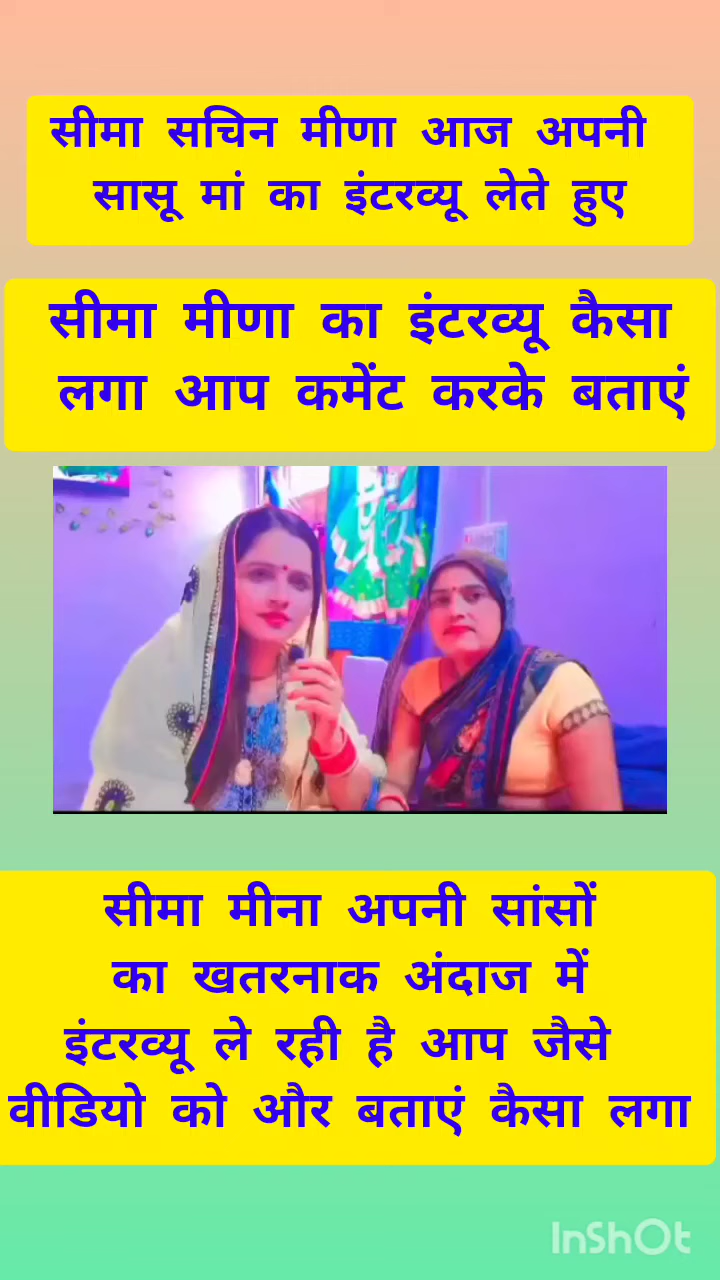 सीमा सचिन मीणा आज अपनी
सासू मां का इंटरव्यू लेते हुए
सीमा मीणा का इंटरव्यू कैसा
लगा आप कमेंट करके बताएं
सीमा मीना अपनी सांसों
का खतरनाक अंदाज में
इंटरव्यू ले रही है आप जैसे
वीडियो को और बताएं कैसा लगा
InShOt